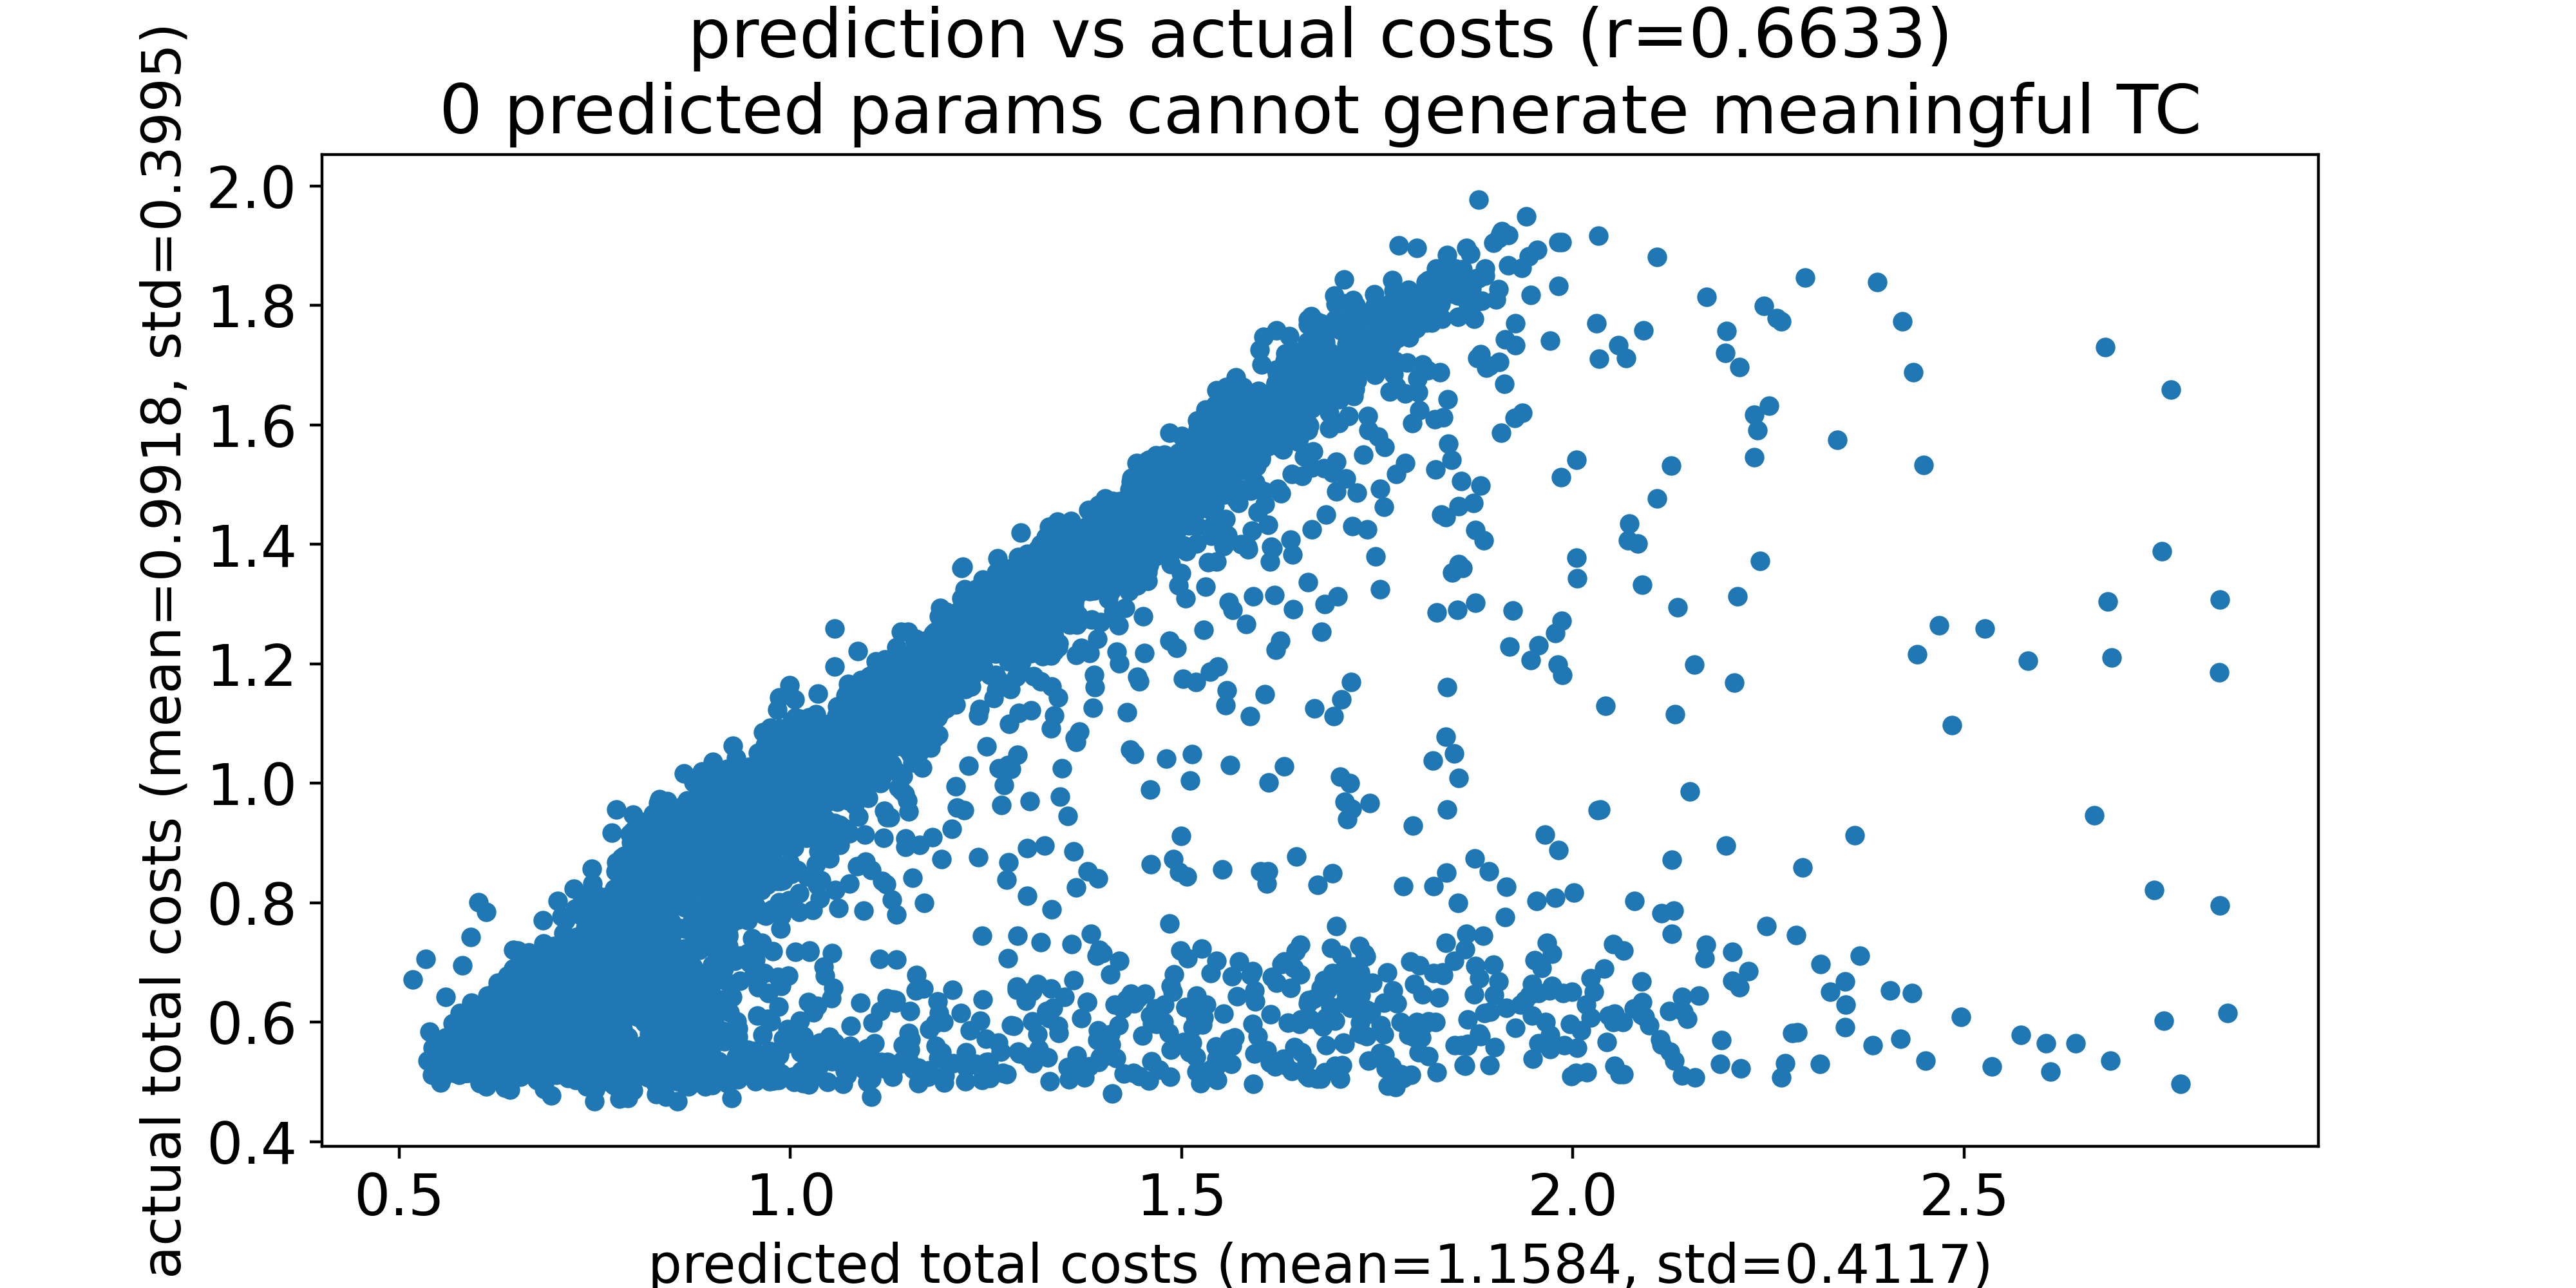 prediction vs actual costs (r=0.6633)
0 predicted params cannot generate meaningful TC
actual total costs (mean=0.9918, std=0.3995)
2.0
1.8
1.6
1.4
1.2
1.0
0.8
0.6
0.4
0.5 1.0 1.5 2.0 2.5
predicted total costs (mean=1.1584, std=0.4117)